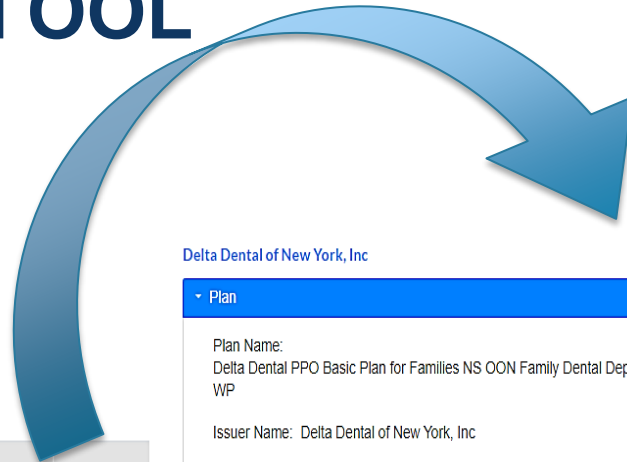 TOOL
Delta Dental of New York, Inc
Plan
Plan Name:
Delta Dental PPO Basic Plan for Families NS OON Family Dental Dep
WP
Issuer Name: Delta Dental of New York, Inc